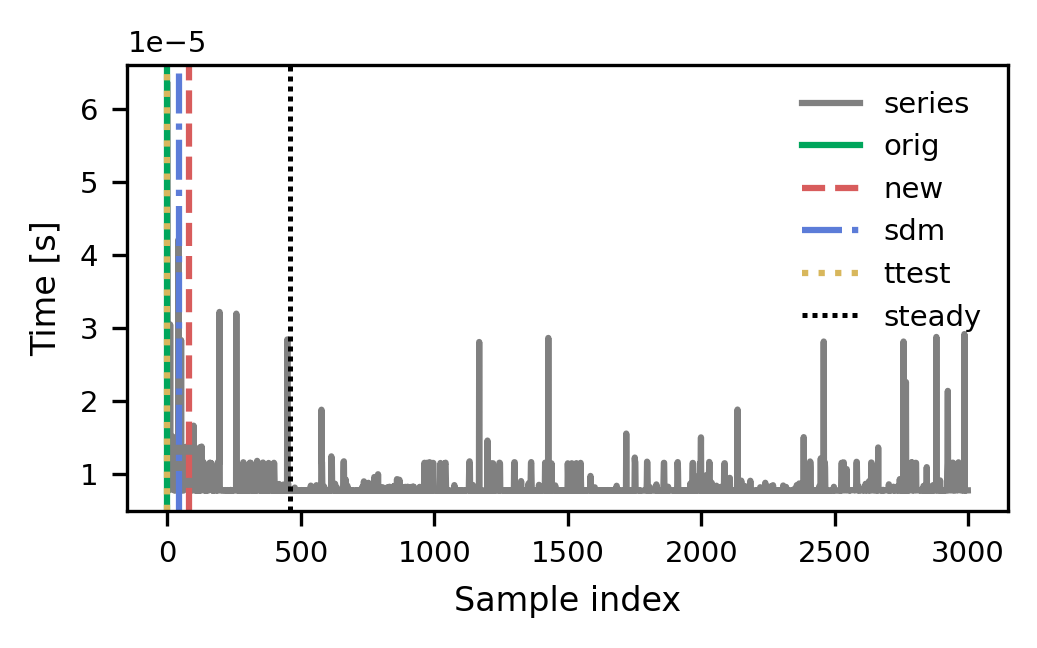 1e−5
Time [s]
6
5
4
3
2
1
series
orig
new
sdm
ttest
steady
0 500 1000 1500 2000 2500 3000
Sample index